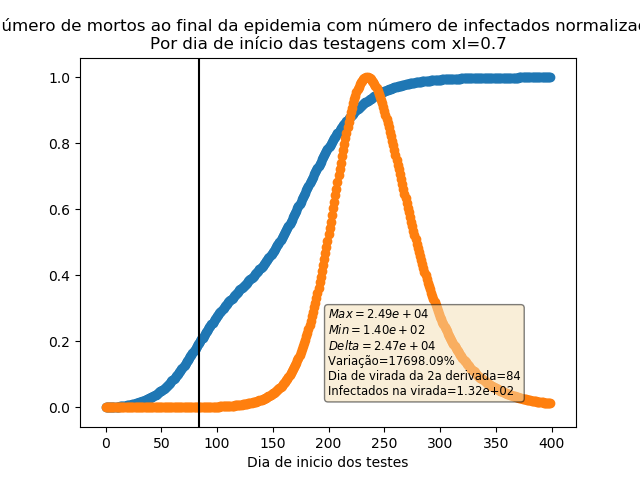 úmero de mortos ao final da epidemia com número de infectados normaliza
Por dia de início das testagens com xI=0.7
1.0
0.8
0.6
0.4
0.2
0.0
Max = 2.49e + 04
Min = 1.40e + 02
Delta = 2.47e + 04
Variação=17698.09%
Dia de virada da 2a derivada=84
Infectados na virada=1.32e+02
0 50 100 150 200 250 300 350 400
Dia de inicio dos testes